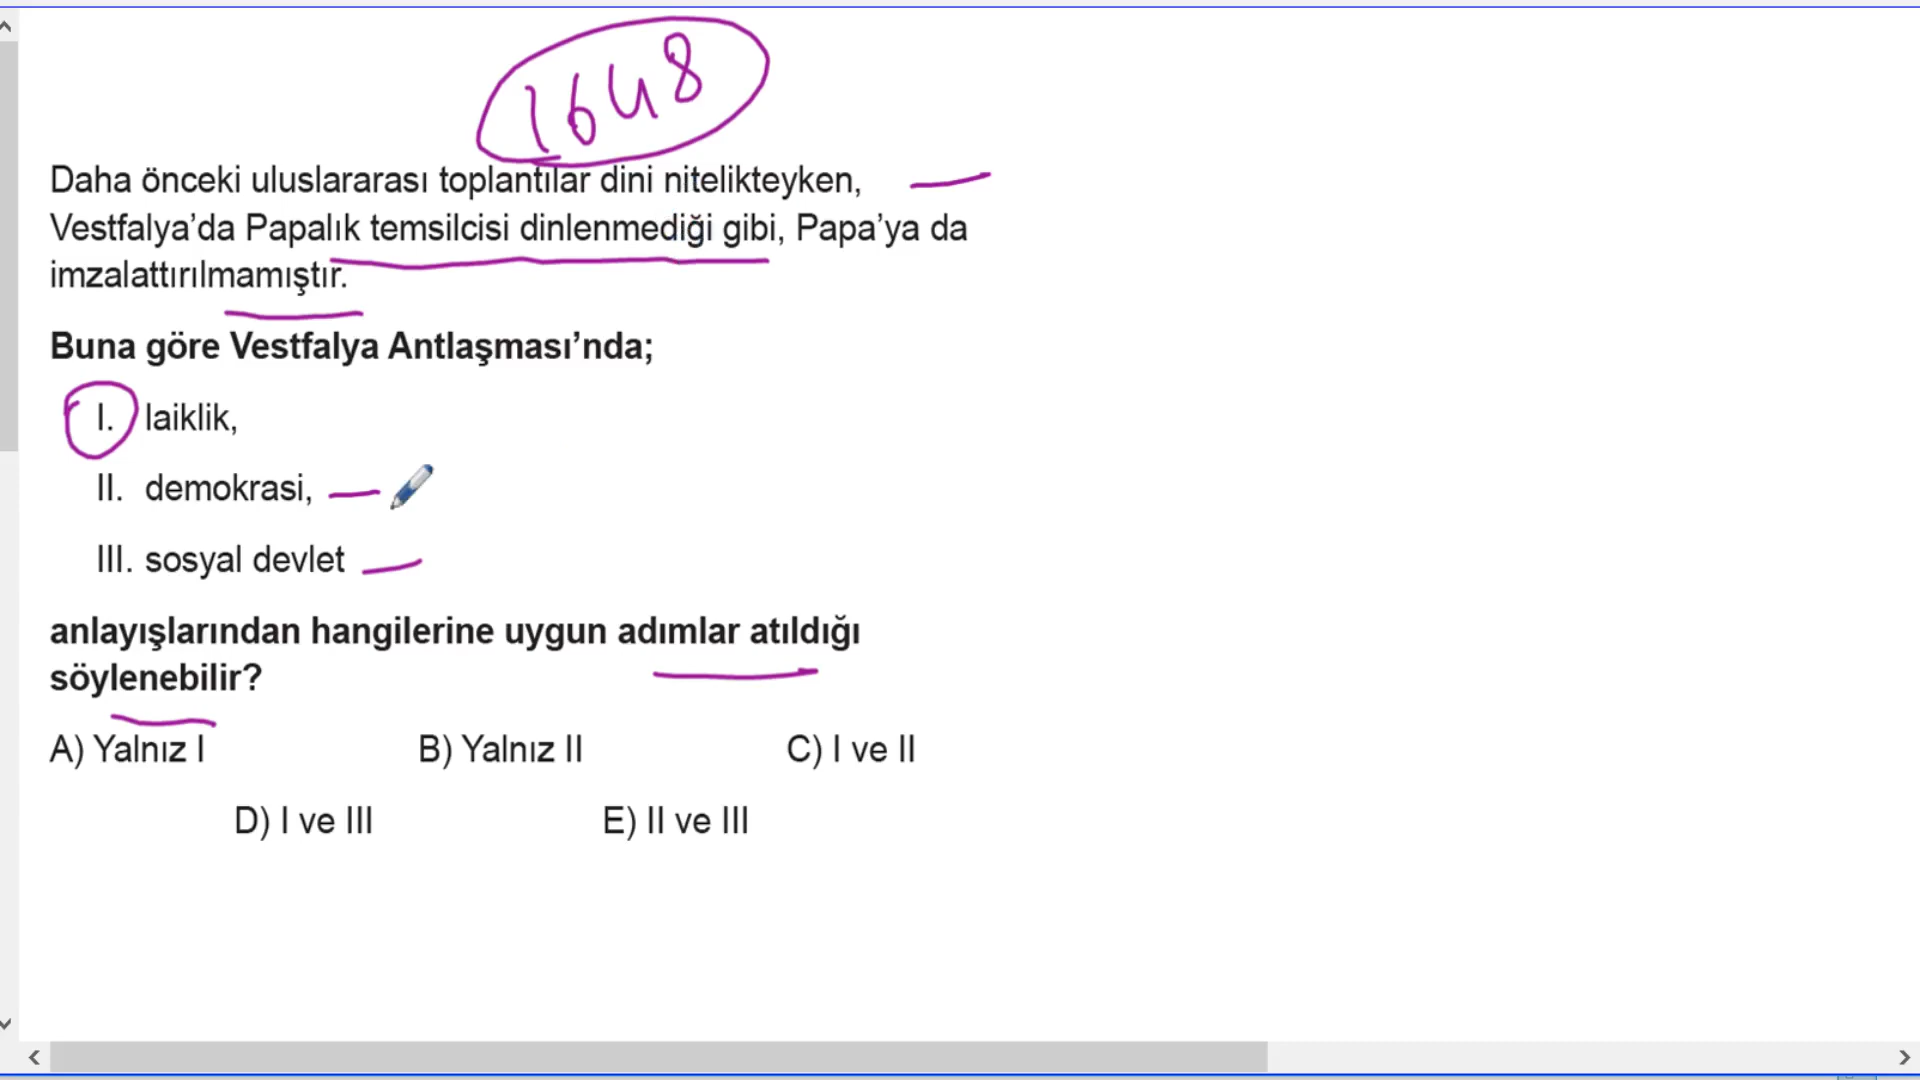 1648
Daha önceki uluslararası toplantılar dini nitelikteyken,
Vestfalya’da Papalık temsilcisi dinlenmediği gibi, Papa’ya da
imzalattırılmamıştır.
Buna göre Vestfalya Antlaşması’nda;
I. laiklik,
II. demokrasi,
III. sosyal devlet
anlayışlarından hangilerine uygun adımlar atıldığı
söylenebilir?
A) Yalnız I B) Yalnız II C) I ve II
D) I ve III E) II ve III